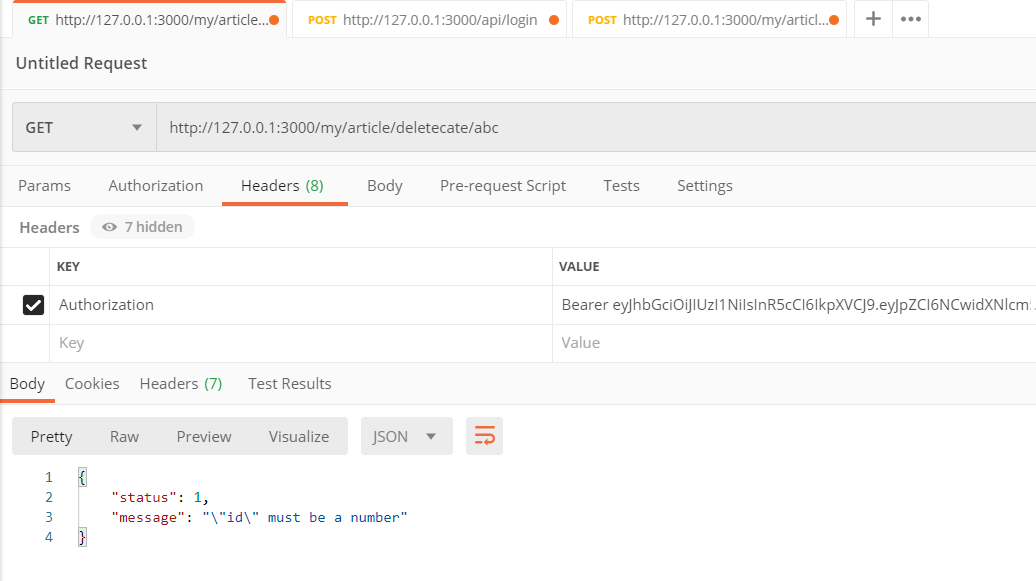 GET http://127.0.0.1:3000/my/article... POST http://127.0.0.1:3000/api/login POST http://127.0.0.1:3000/my/articl...
Untitled Request
GET http://127.0.0.1:3000/my/article/deletecate/abc
Params Authorization Headers (8) Body Pre-request Script Tests Settings
Headers 7 hidden
KEY VALUE
Authorization Bearer eyJhbGciOiJIUzI1NiIsInR5cCI6IkpXVCJ9.eyJpZCI6NCwidXNlcm
Key Value
Body Cookies Headers (7) Test Results
Pretty Raw Preview Visualize JSON
1 {
2 "status": 1,
3 "message": "\"id\" must be a number"
4 }